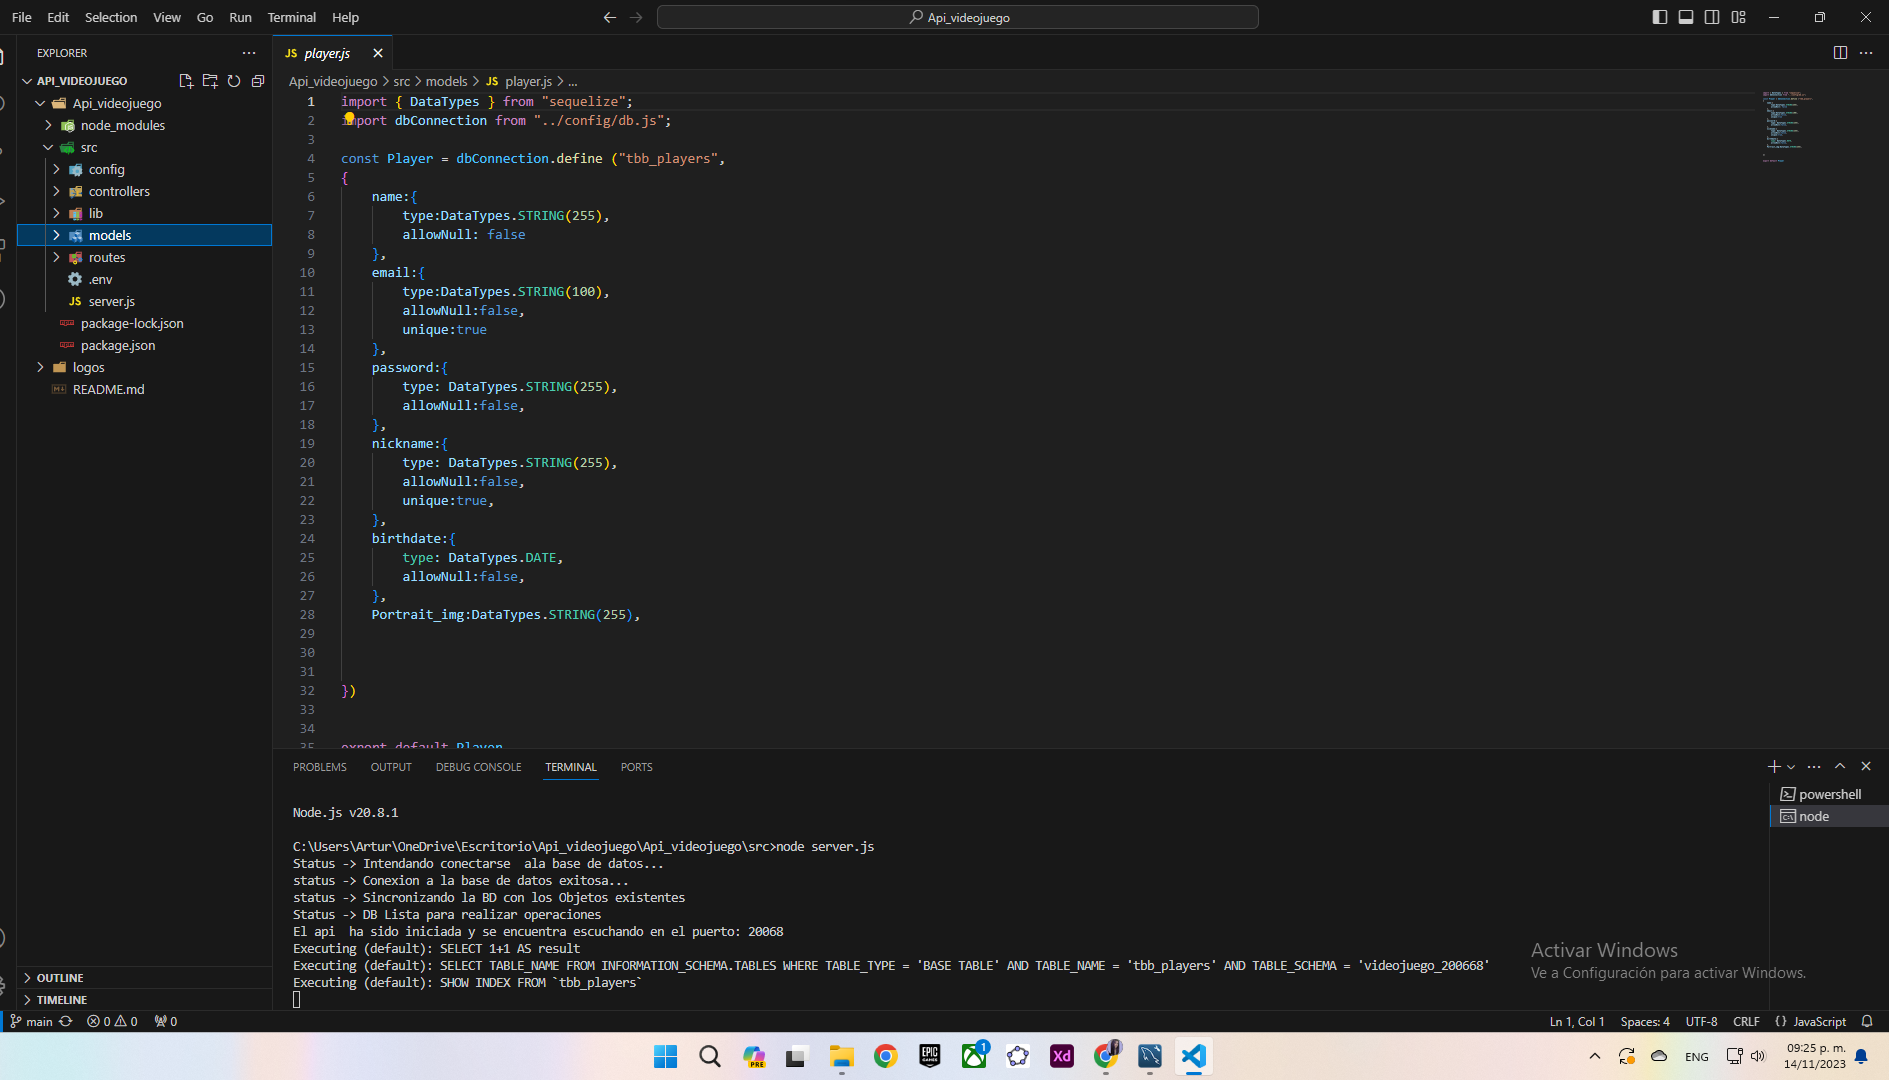 File Edit Selection View Go Run Terminal Help
Api_videojuego
EXPLORER
API_VIDEOJUEGO
Api_videojuego
node_modules
src
config
controllers
lib
models
routes
.env
JS server.js
package-lock.json
package.json
logos
README.md
OUTLINE
TIMELINE
JS player.js
Api_videojuego > src > models > JS player.js > ...
1 import { DataTypes } from "sequelize";
2 import dbConnection from "../config/db.js";
3
4 const Player = dbConnection.define ("tbb_players",
5 {
6 name:{
7 type:DataTypes.STRING(255),
8 allowNull: false
9 },
10 email:{
11 type:DataTypes.STRING(100),
12 allowNull:false,
13 unique:true
14 },
15 password:{
16 type: DataTypes.STRING(255),
17 allowNull:false,
18 },
19 nickname:{
20 type: DataTypes.STRING(255),
21 allowNull:false,
22 unique:true,
23 },
24 birthdate:{
25 type: DataTypes.DATE,
26 allowNull:false,
27 },
28 Portrait_img:DataTypes.STRING(255),
29
30
31
32 })
33
34
35 export default Player
PROBLEMS OUTPUT DEBUG CONSOLE TERMINAL PORTS
powershell
node
Node.js v20.8.1
C:\Users\Artur\OneDrive\Escritorio\Api_videojuego\Api_videojuego\src>node server.js
Status -> Intendando conectarse  ala base de datos...
status -> Conexion a la base de datos exitosa...
status -> Sincronizando la BD con los Objetos existentes
Status -> DB Lista para realizar operaciones
El api  ha sido iniciada y se encuentra escuchando en el puerto: 20068
Executing (default): SELECT 1+1 AS result
Executing (default): SELECT TABLE_NAME FROM INFORMATION_SCHEMA.TABLES WHERE TABLE_TYPE = 'BASE TABLE' AND TABLE_NAME = 'tbb_players' AND TABLE_SCHEMA = 'videojuego_200668'
Executing (default): SHOW INDEX FROM `tbb_players`
Activar Windows
Ve a Configuración para activar Windows.
main 0 0 0 Ln 1, Col 1 Spaces: 4 UTF-8 CRLF {} JavaScript
PRE EPIC GAMES 1 Xd ENG 09:25 p. m.
14/11/2023